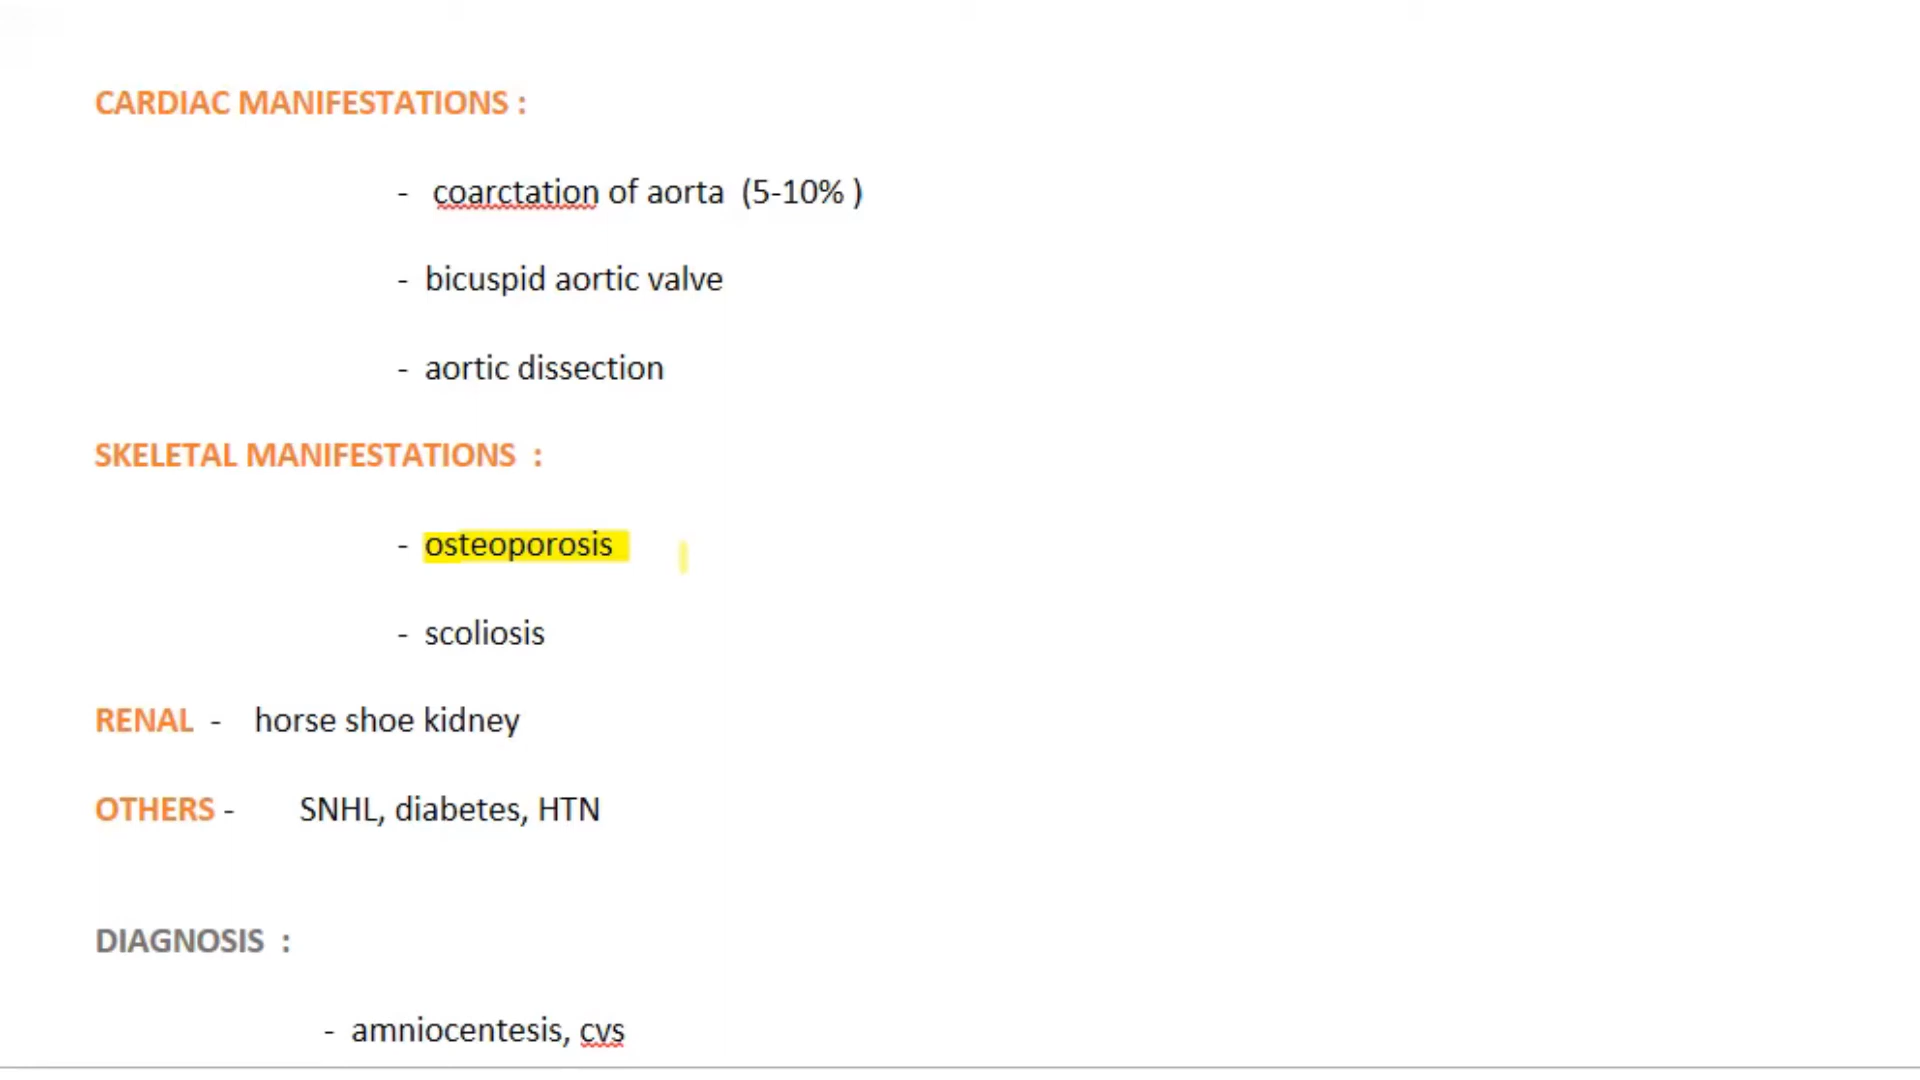 CARDIAC MANIFESTATIONS :
- coarctation of aorta (5-10% )
- bicuspid aortic valve
- aortic dissection
SKELETAL MANIFESTATIONS :
- osteoporosis
- scoliosis
RENAL - horse shoe kidney
OTHERS - SNHL, diabetes, HTN
DIAGNOSIS :
- amniocentesis, cvs